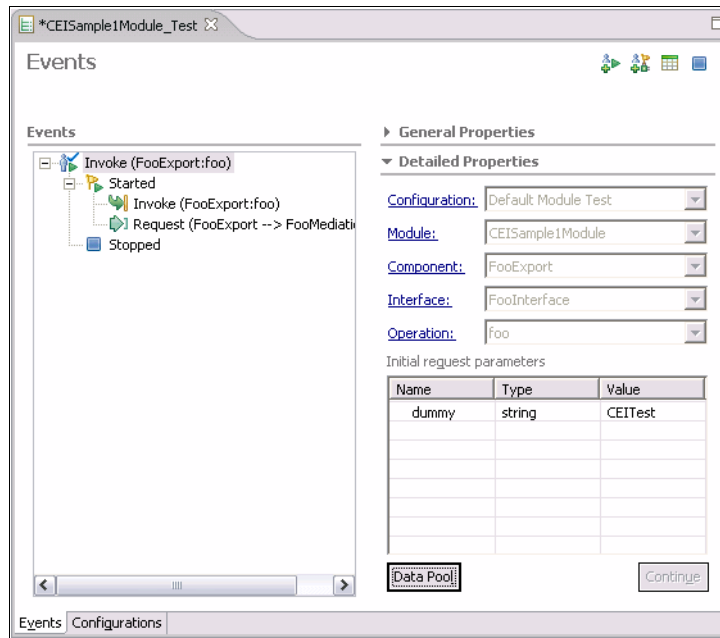 *CEISample1Module_Test
Events
Events
Invoke (FooExport:foo)
Started
Invoke (FooExport:foo)
Request (FooExport --> FooMediati
Stopped
General Properties
Detailed Properties
Configuration: Default Module Test
Module: CEISample1Module
Component: FooExport
Interface: FooInterface
Operation: foo
Initial request parameters
Name Type Value
dummy string CEITest
Data Pool Continue
Events Configurations